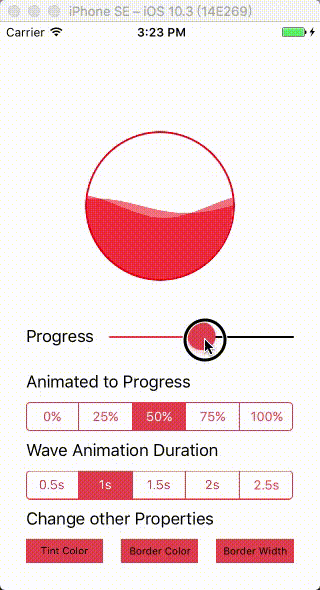 iPhone SE – iOS 10.3 (14E269)
Carrier 3:23 PM
Progress
Animated to Progress
0% 25% 50% 75% 100%
Wave Animation Duration
0.5s 1s 1.5s 2s 2.5s
Change other Properties
Tint Color Border Color Border Width